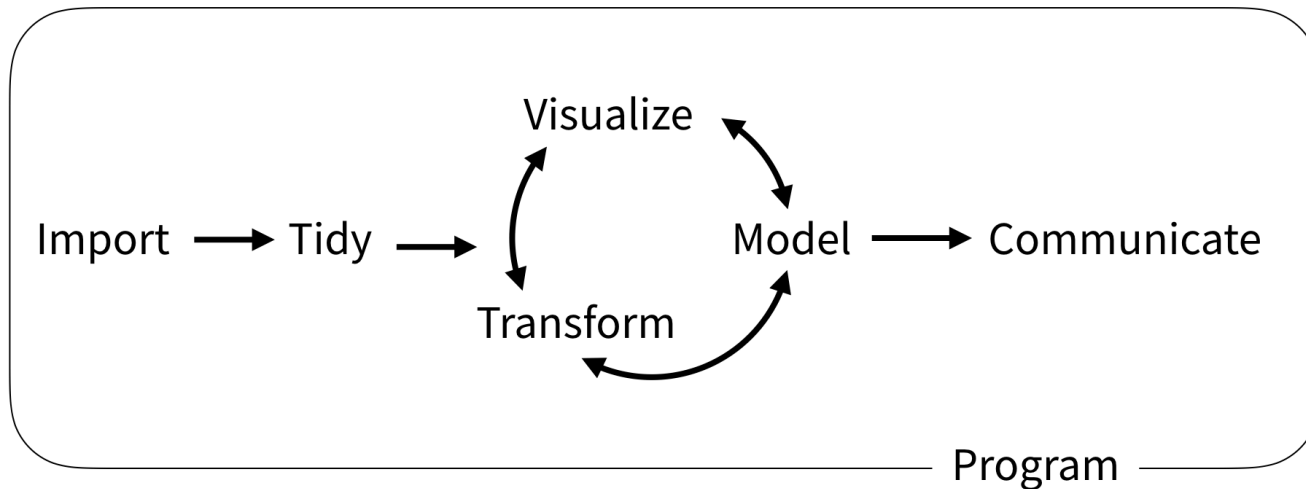 Visualize
Import
Tidy
Model
Communicate
Transform
Program